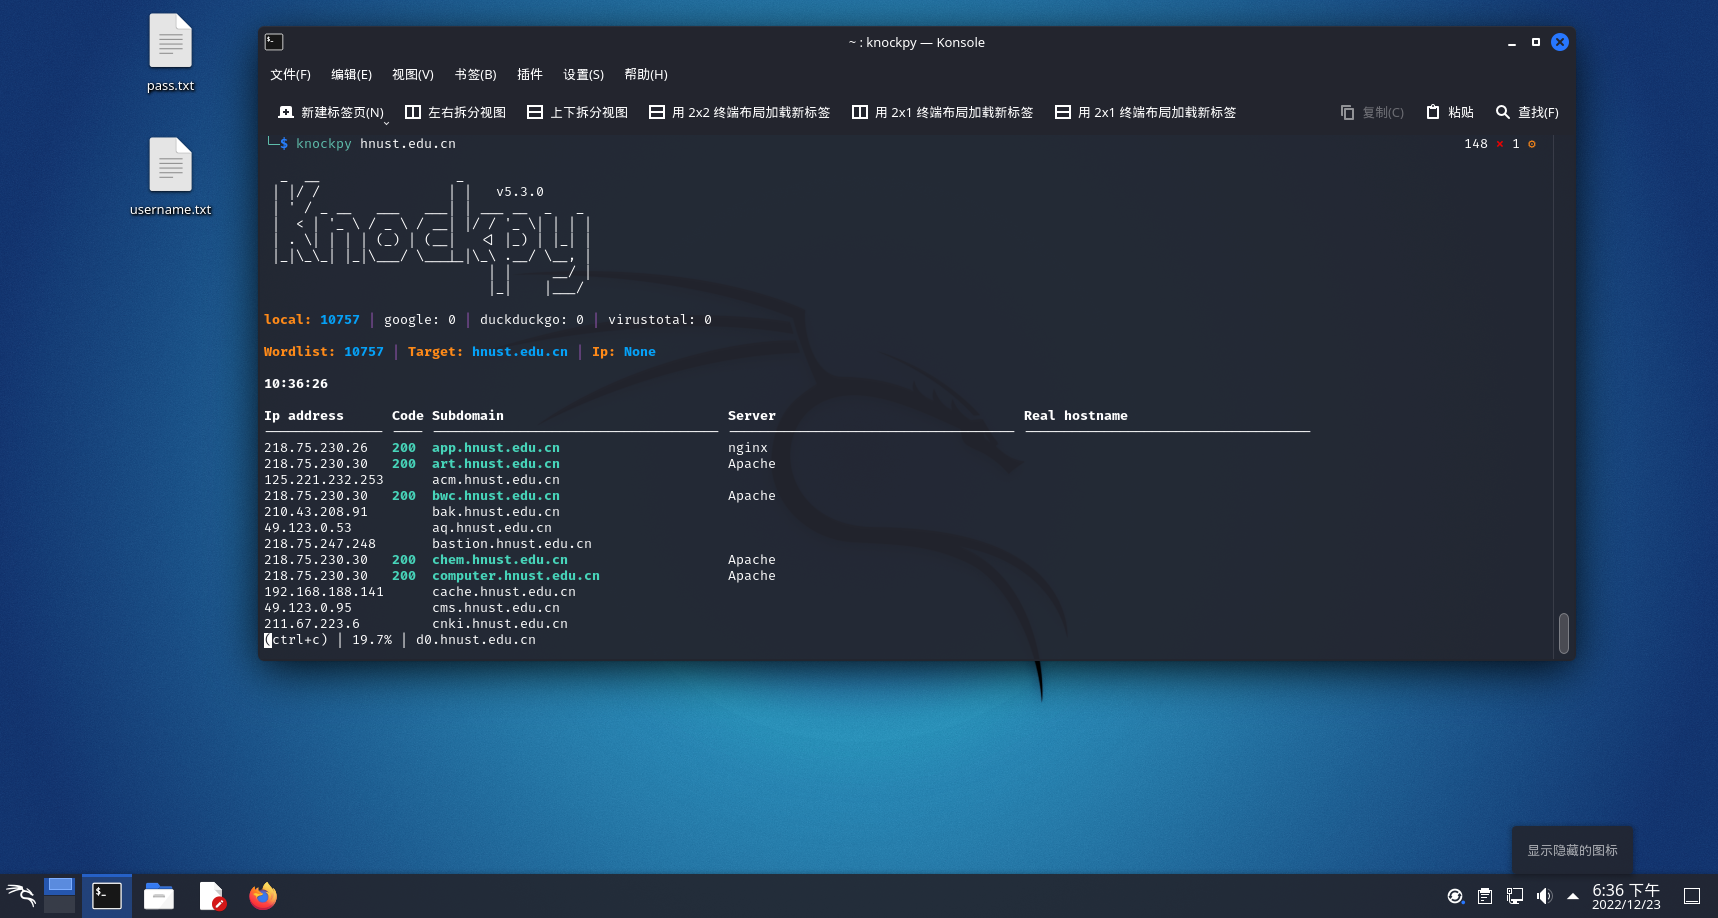 pass.txt
username.txt
~ : knockpy — Konsole
文件(F) 编辑(E) 视图(V) 书签(B) 插件 设置(S) 帮助(H)
新建标签页(N) 左右拆分视图 上下拆分视图 用 2x2 终端布局加载新标签 用 2x1 终端布局加载新标签 用 2x1 终端布局加载新标签 复制(C) 粘贴 查找(F)
└─$ knockpy hnust.edu.cn 148 × 1 ⚙
v5.3.0
knockpy
local: 10757 | google: 0 | duckduckgo: 0 | virustotal: 0
Wordlist: 10757 | Target: hnust.edu.cn | Ip: None
10:36:26
Ip address Code Subdomain Server Real hostname
218.75.230.26 200 app.hnust.edu.cn nginx
218.75.230.30 200 art.hnust.edu.cn Apache
125.221.232.253 acm.hnust.edu.cn
218.75.230.30 200 bwc.hnust.edu.cn Apache
210.43.208.91 bak.hnust.edu.cn
49.123.0.53 aq.hnust.edu.cn
218.75.247.248 bastion.hnust.edu.cn
218.75.230.30 200 chem.hnust.edu.cn Apache
218.75.230.30 200 computer.hnust.edu.cn Apache
192.168.188.141 cache.hnust.edu.cn
49.123.0.95 cms.hnust.edu.cn
211.67.223.6 cnki.hnust.edu.cn
(ctrl+c) | 19.7% | d0.hnust.edu.cn
显示隐藏的图标
6:36 下午
2022/12/23